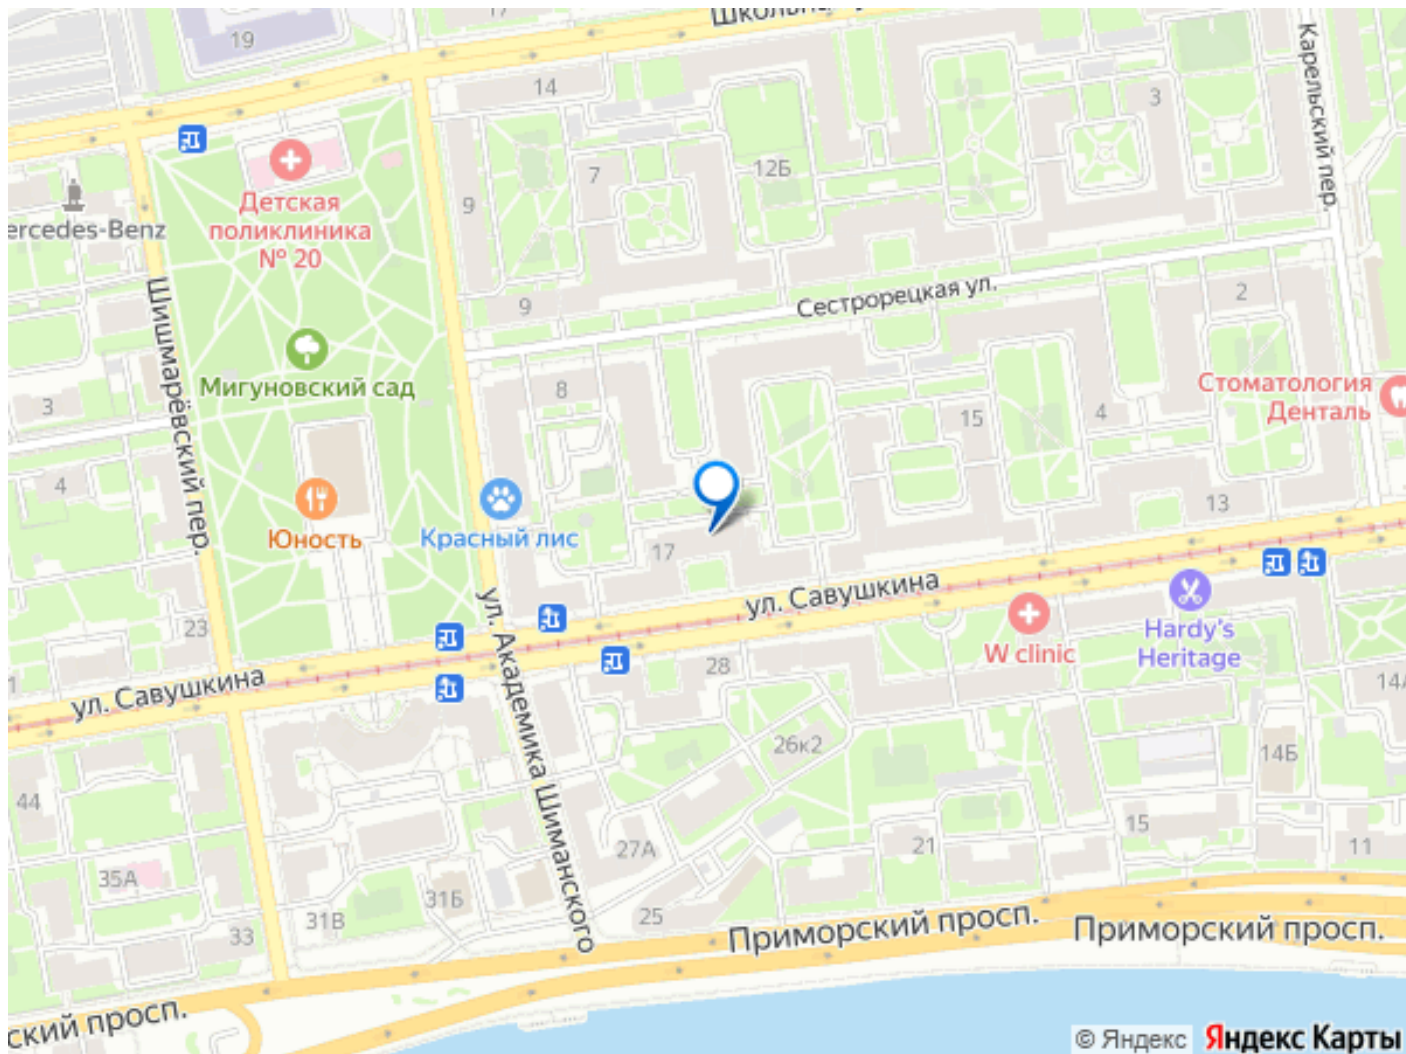 17
Школьна
19
Карельский пер.
14
3
12Б
7
Детская
поликлиника
№ 20
9
ercedes-Benz
Сестрорецкая ул.
2
9
Шишмарёвский пер.
Мигуновский сад
8
3
Стоматология
Денталь
15
4
4
Красный лис
Юность
13
17
ул. Савушкина
ул. Академика Шиманского
W clinic
Hardy's
Heritage
23
28
ул. Савушкина
14А
26к2
14Б
44
15
27А
21
11
35А
31Б
31В
25
33
Приморский просп.
Приморский просп.
ский просп.
© Яндекс Яндекс Карты